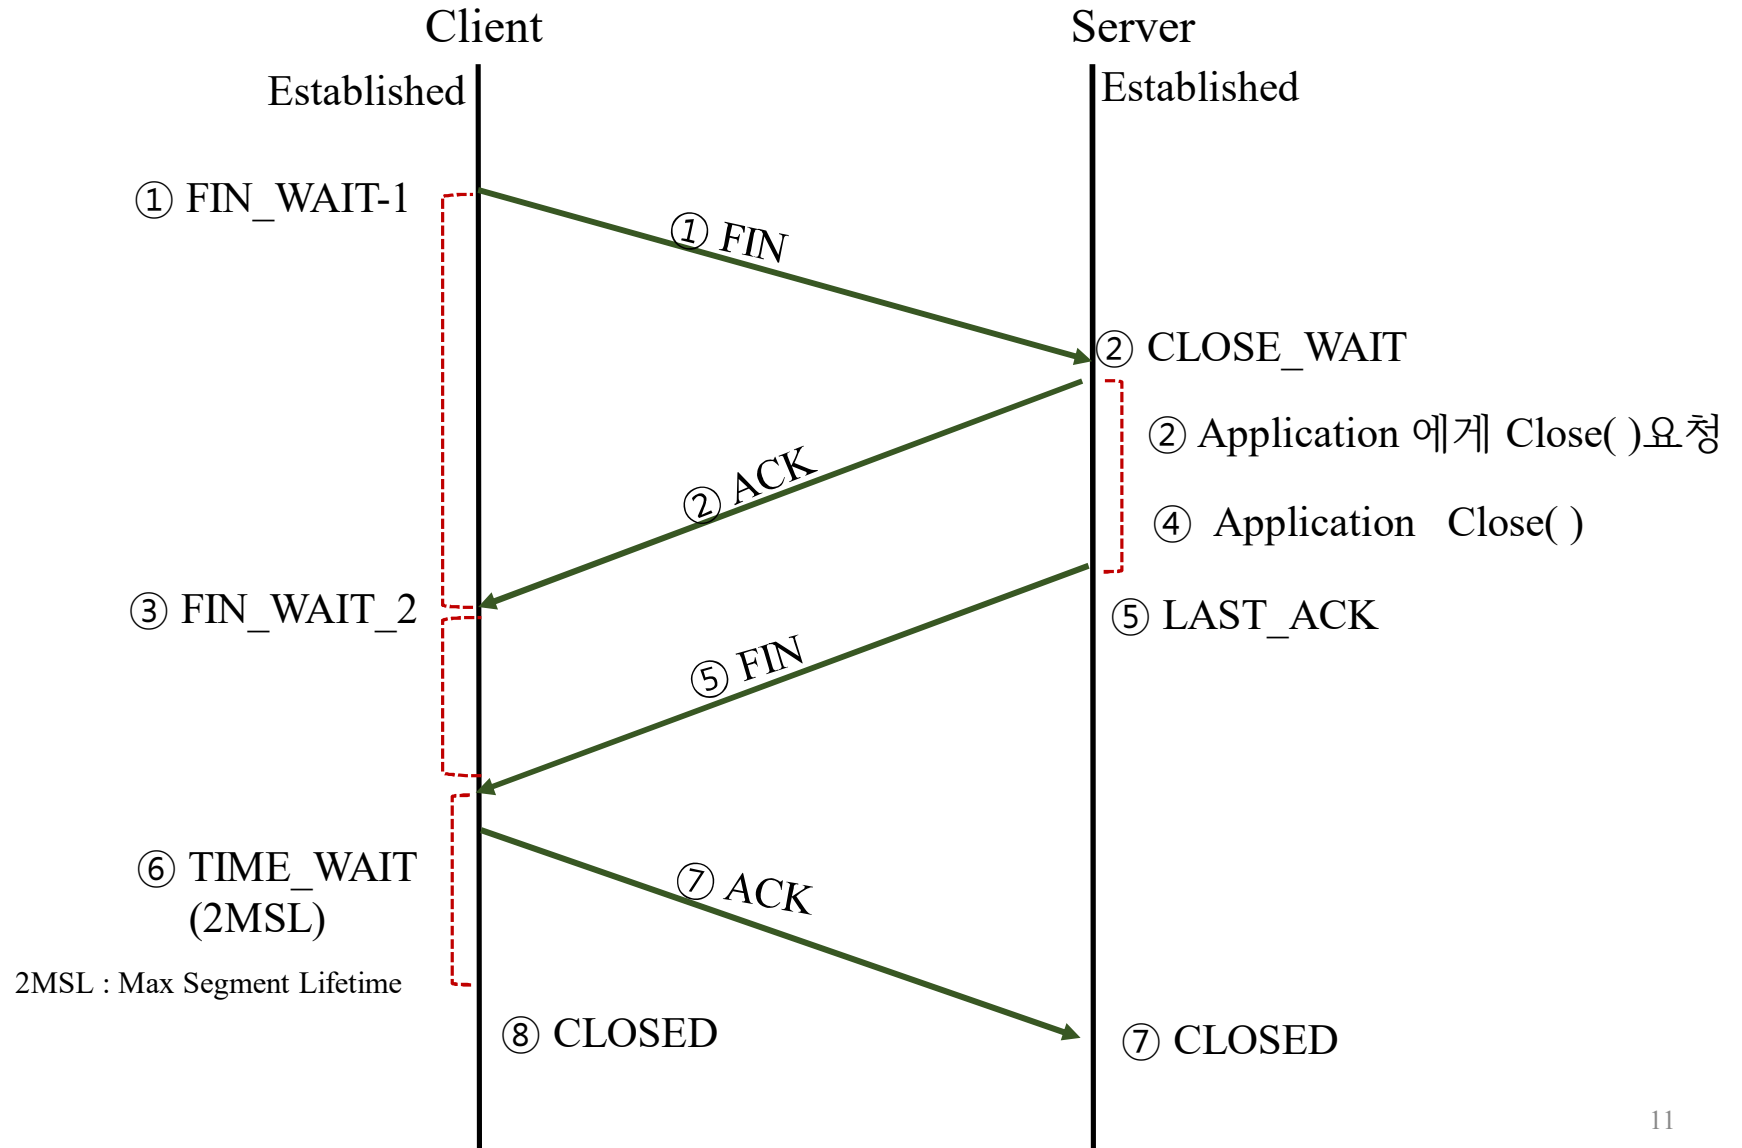 Client
Server
Established
Established
① FIN_WAIT-1
① FIN
② CLOSE_WAIT
② Application 에게 Close( )요청
② ACK
④ Application Close( )
③ FIN_WAIT_2
⑤ LAST_ACK
⑤ FIN
⑥ TIME_WAIT
(2MSL)
⑦ ACK
2MSL : Max Segment Lifetime
⑧ CLOSED
⑦ CLOSED
11